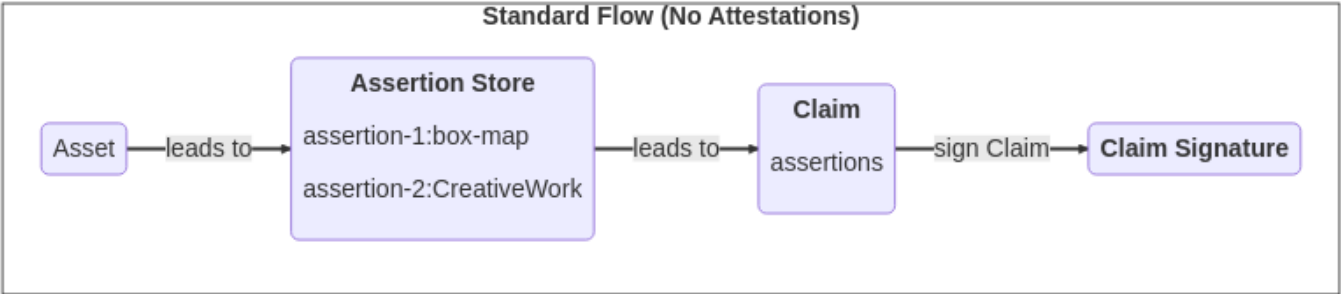 Standard Flow (No Attestations)
Asset
leads to
Assertion Store
assertion-1:box-map
assertion-2:CreativeWork
leads to
Claim
assertions
sign Claim
Claim Signature